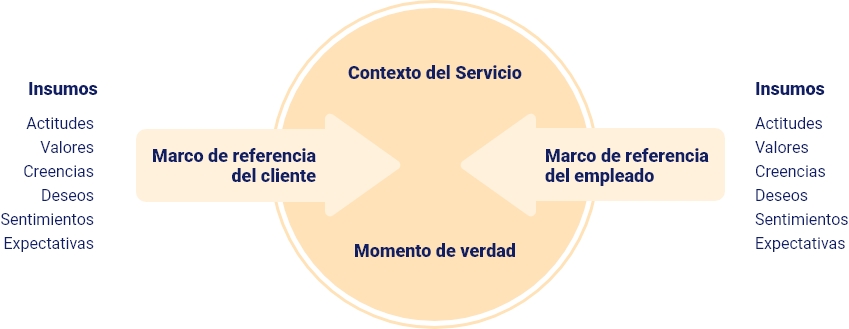 Contexto del Servicio
Insumos
Actitudes
Valores
Creencias
Deseos
Sentimientos
Expectativas
Marco de referencia
del cliente
Marco de referencia
del empleado
Insumos
Actitudes
Valores
Creencias
Deseos
Sentimientos
Expectativas
Momento de verdad